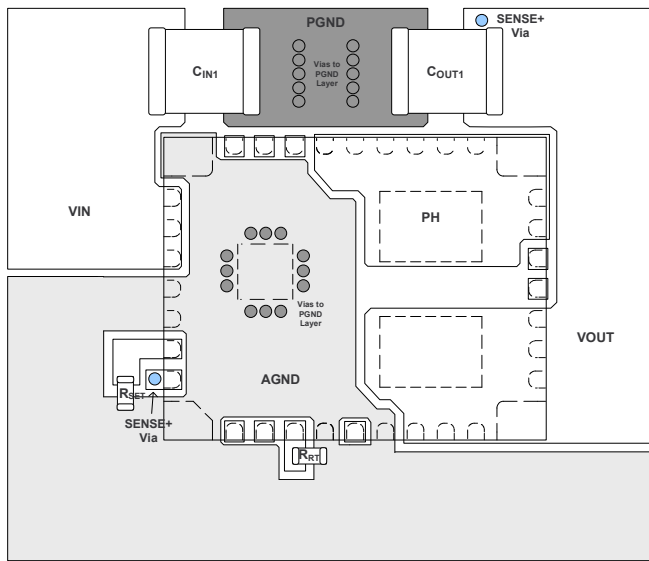 PGND
SENSE+
Via
CIN1
Vias to
PGND
Layer
COUT1
VIN
PH
Vias to
PGND
Layer
VOUT
AGND
RSET
SENSE+
Via
RRT